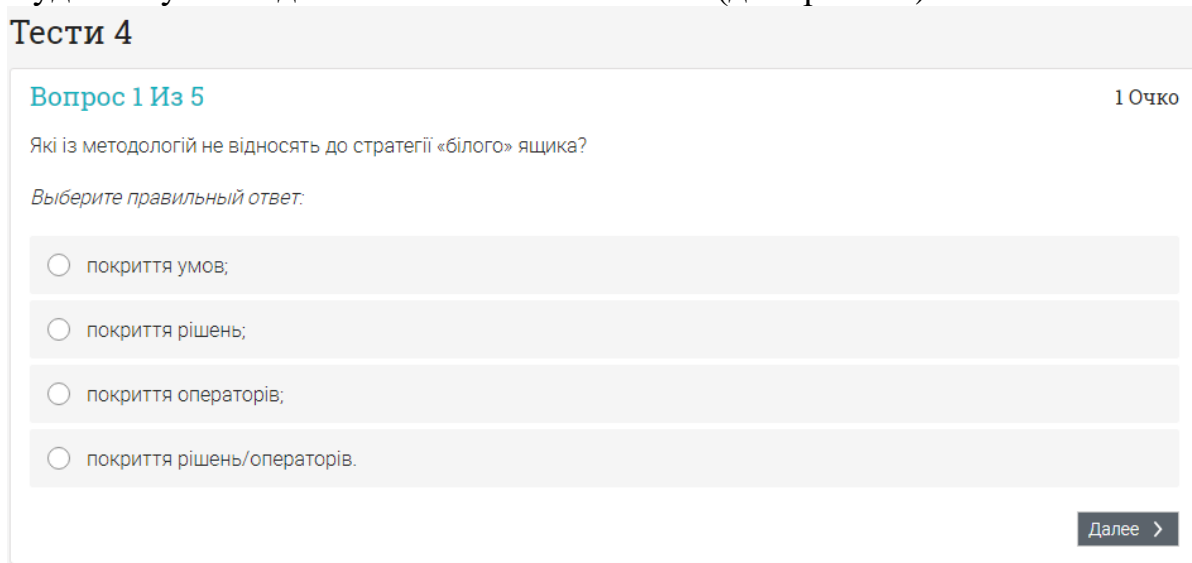 Тести 4
Вопрос 1 Из 5
1 Очко
Які із методологій не відносять до стратегії «білого» ящика?
Выберите правильный ответ:
покриття умов;
покриття рішень;
покриття операторів;
покриття рішень/операторів.
Далее